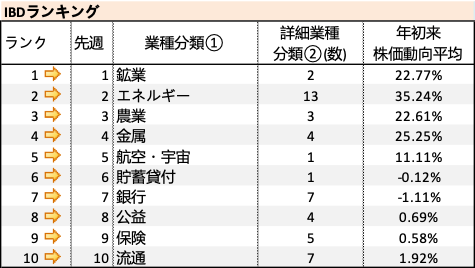 IBDランキング
ランク 先週 業種分類① 詳細業種分類②(数) 年初来株価動向平均
1 ⇨ 1 鉱業 2 22.77%
2 ⇨ 2 エネルギー 13 35.24%
3 ⇨ 3 農業 3 22.61%
4 ⇨ 4 金属 4 25.25%
5 ⇨ 5 航空・宇宙 1 11.11%
6 ⇨ 6 貯蓄貸付 1 -0.12%
7 ⇨ 7 銀行 7 -1.11%
8 ⇨ 8 公益 4 0.69%
9 ⇨ 9 保険 5 0.58%
10 ⇨ 10 流通 7 1.92%